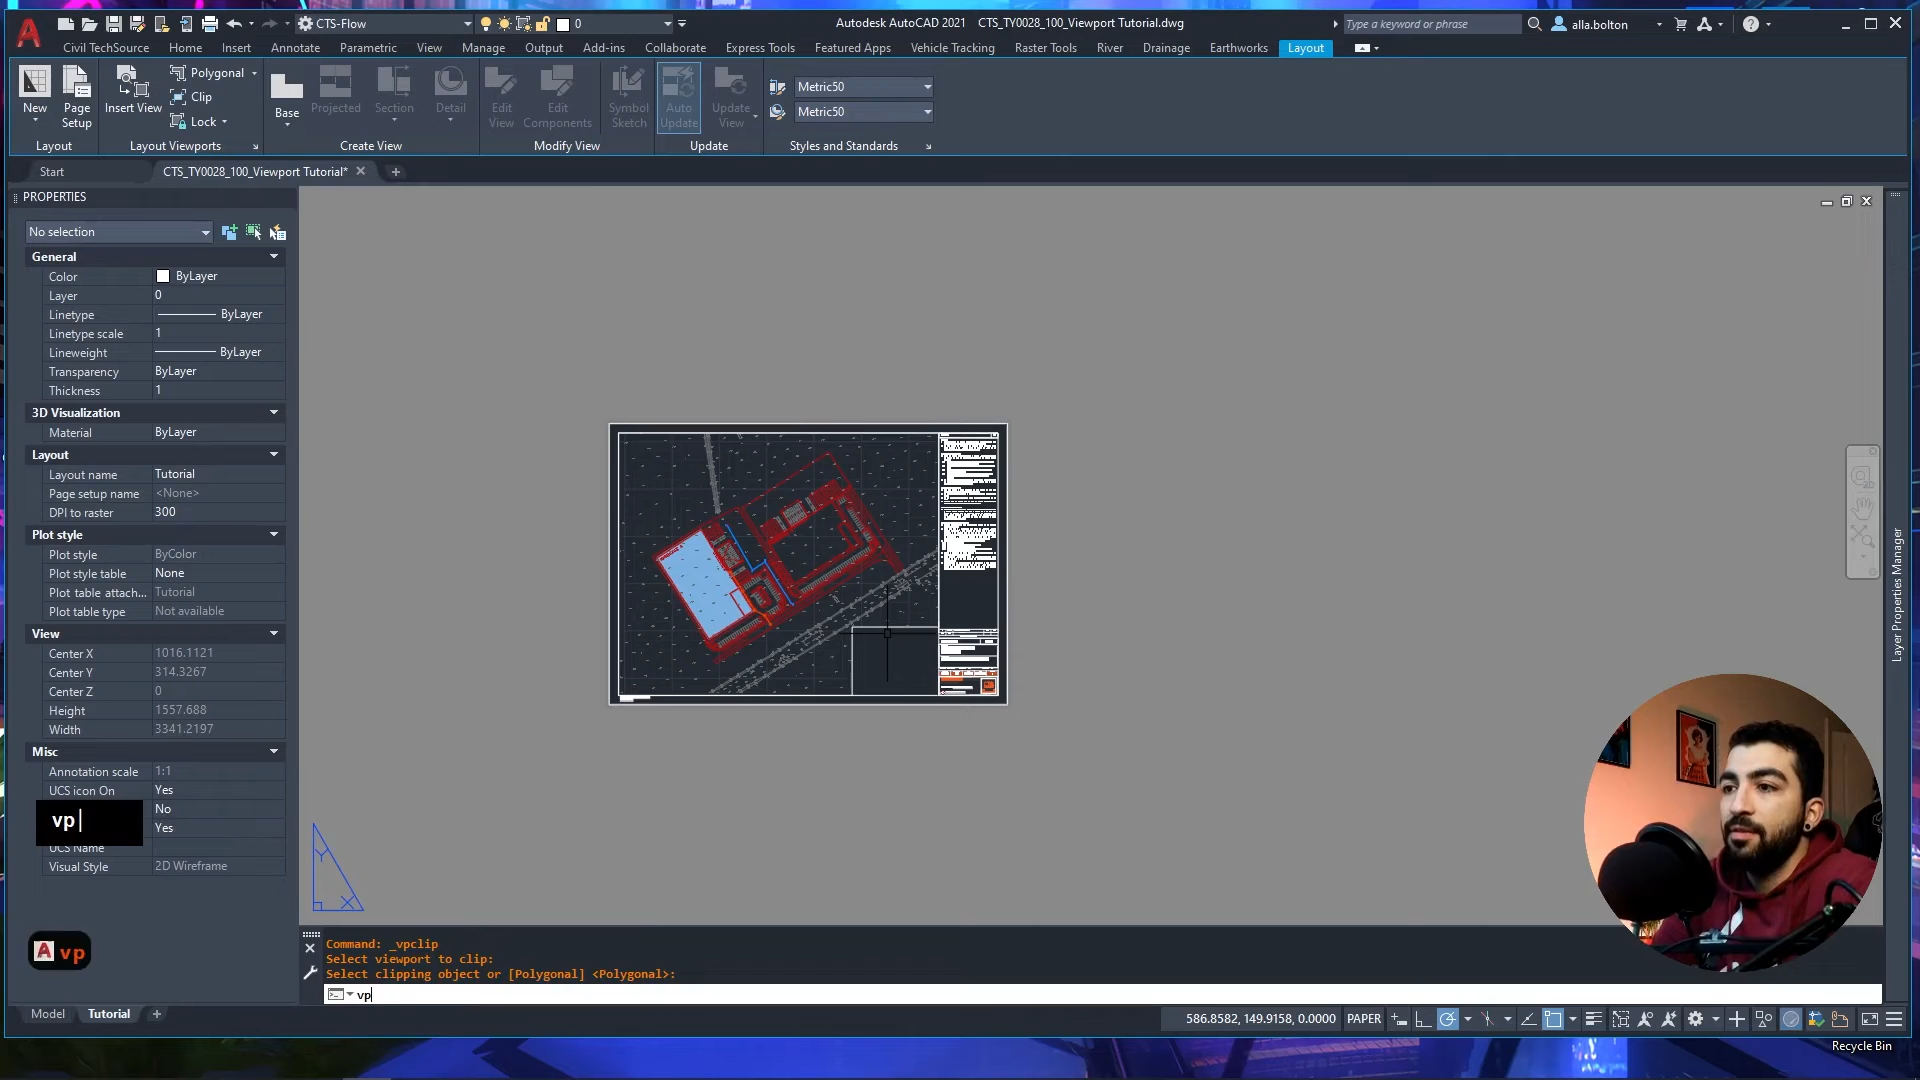 CTS-Flow
0
Autodesk AutoCAD 2021 CTS_TY0028_100_Viewport Tutorial.dwg
Type a keyword or phrase
alla.bolton
Civil TechSource Home Insert Annotate Parametric View Manage Output Add-ins Collaborate Express Tools Featured Apps Vehicle Tracking Raster Tools River Drainage Earthworks Layout
New
Page Setup
Insert View
Polygonal
Clip
Lock
Base
Projected
Section
Detail
Edit View
Edit Components
Symbol Sketch
Auto Update
Update View
Metric50
Metric50
Layout
Layout Viewports
Create View
Modify View
Update
Styles and Standards
Start
CTS_TY0028_100_Viewport Tutorial*
PROPERTIES
No selection
General
Color ByLayer
Layer 0
Linetype ByLayer
Linetype scale 1
Lineweight ByLayer
Transparency ByLayer
Thickness 1
3D Visualization
Material ByLayer
Layout
Layout name Tutorial
Page setup name <None>
DPI to raster 300
Plot style
Plot style ByColor
Plot style table None
Plot table attach... Tutorial
Plot table type Not available
View
Center X 1016.1121
Center Y 314.3267
Center Z 0
Height 1557.688
Width 3341.2197
Misc
Annotation scale 1:1
UCS icon On Yes
No
vp
Yes
UCS Name
Visual Style 2D Wireframe
A vp
Y
X
Layer Properties Manager
Command: _vpclip
Select viewport to clip:
Select clipping object or [Polygonal] <Polygonal>:
vp
Model
Tutorial
586.8582, 149.9158, 0.0000
PAPER
Recycle Bin